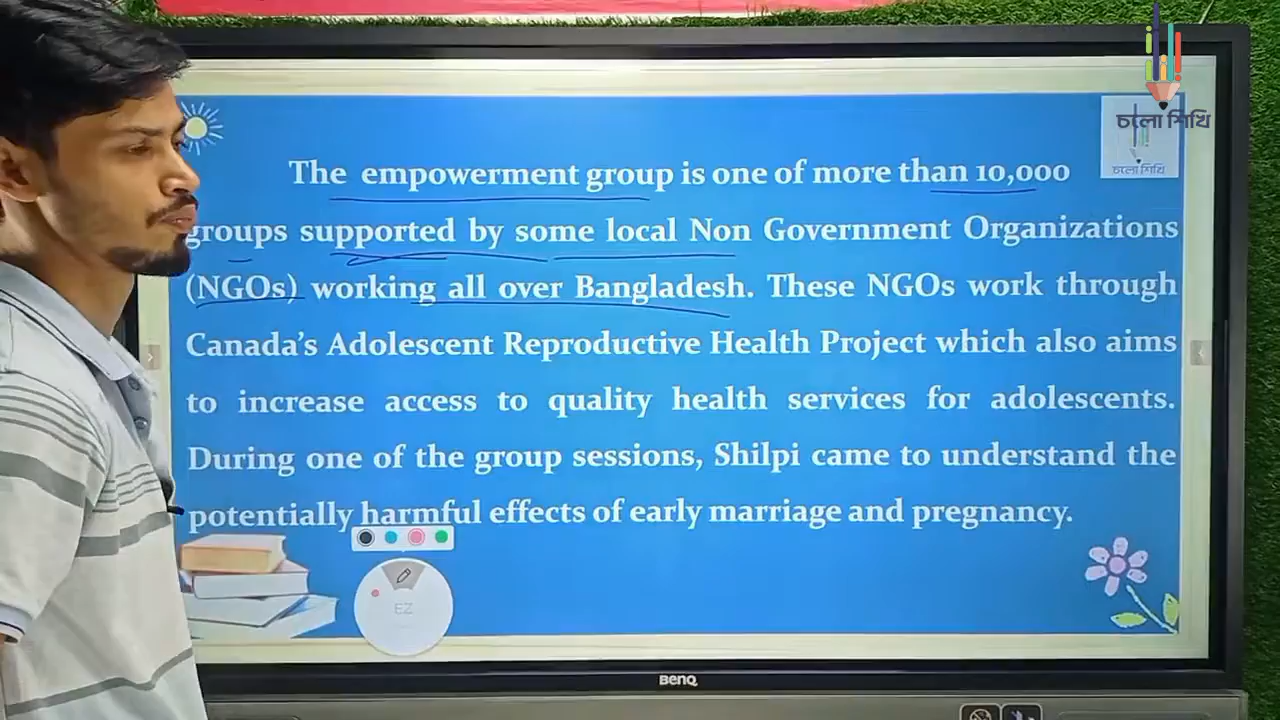 চলো শিখি
চলো শিখি
The empowerment group is one of more than 10,000
groups supported by some local Non Government Organizations
(NGOs) working all over Bangladesh. These NGOs work through
Canada’s Adolescent Reproductive Health Project which also aims
to increase access to quality health services for adolescents.
During one of the group sessions, Shilpi came to understand the
potentially harmful effects of early marriage and pregnancy.
EZ
BenQ